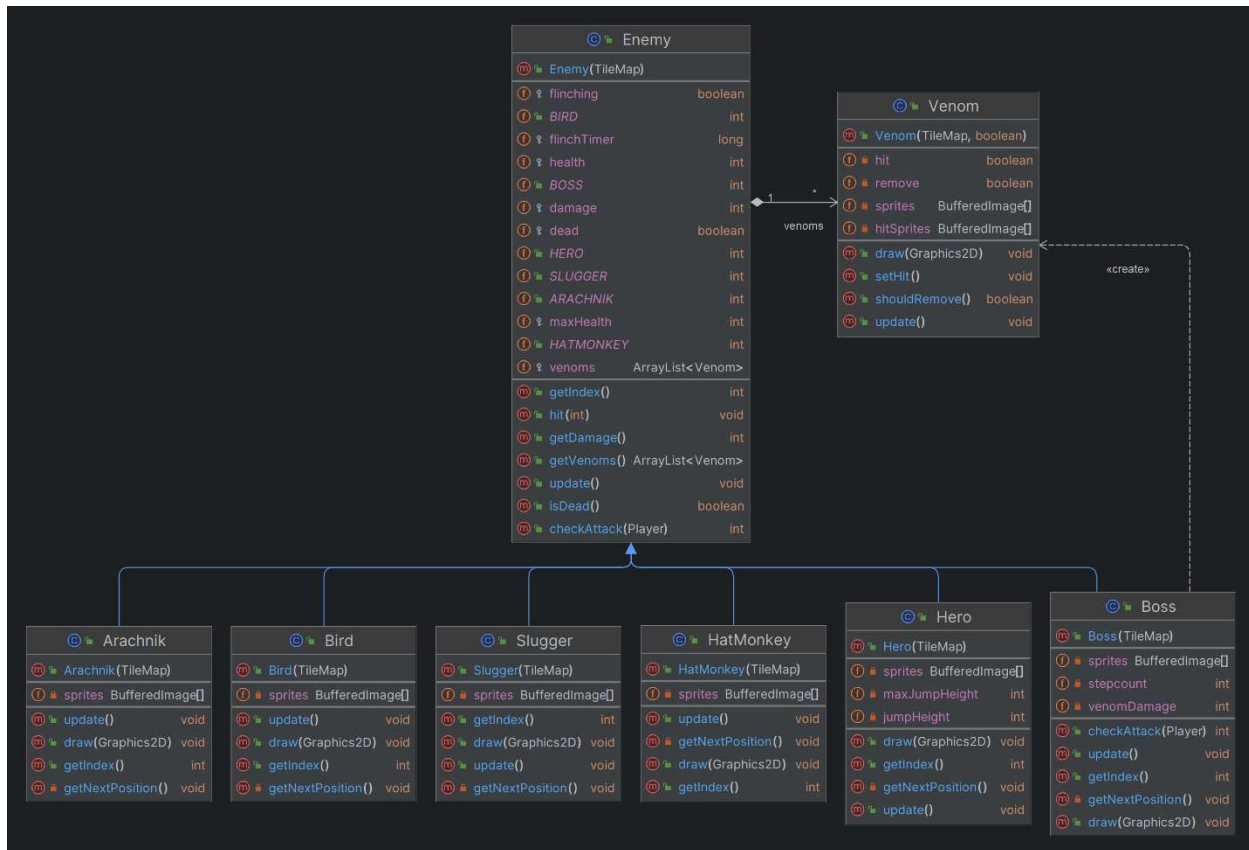 Enemy
Enemy(TileMap)
flinching boolean
BIRD int
flinchTimer long
health int
BOSS int
damage int
dead boolean
HERO int
SLUGGER int
ARACHNIK int
maxHealth int
HATMONKEY int
venoms ArrayList<Venom>
getIndex() int
hit(int) void
getDamage() int
getVenoms() ArrayList<Venom>
update() void
isDead() boolean
checkAttack(Player) int
1 *
venoms
Venom
Venom(TileMap, boolean)
hit boolean
remove boolean
sprites BufferedImage[]
hitSprites BufferedImage[]
draw(Graphics2D) void
setHit() void
shouldRemove() boolean
update() void
«create»
Arachnik
Arachnik(TileMap)
sprites BufferedImage[]
update() void
draw(Graphics2D) void
getIndex() int
getNextPosition() void
Bird
Bird(TileMap)
sprites BufferedImage[]
update() void
draw(Graphics2D) void
getIndex() int
getNextPosition() void
Slugger
Slugger(TileMap)
sprites BufferedImage[]
getIndex() int
draw(Graphics2D) void
update() void
getNextPosition() void
HatMonkey
HatMonkey(TileMap)
sprites BufferedImage[]
update() void
getNextPosition() void
draw(Graphics2D) void
getIndex() int
Hero
Hero(TileMap)
sprites BufferedImage[]
maxJumpHeight int
jumpHeight int
draw(Graphics2D) void
getIndex() int
getNextPosition() void
update() void
Boss
Boss(TileMap)
sprites BufferedImage[]
stepcount int
venomDamage int
checkAttack(Player) int
update() void
getIndex() int
getNextPosition() void
draw(Graphics2D) void